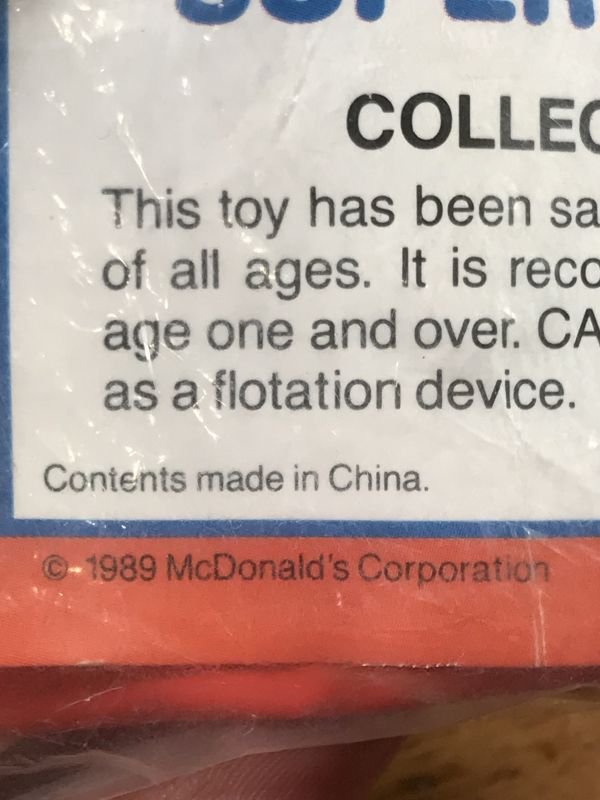 COLLEC
This toy has been sa
of all ages. It is reco
age one and over. CA
as a flotation device.
Contents made in China.
© 1989 McDonald's Corporation